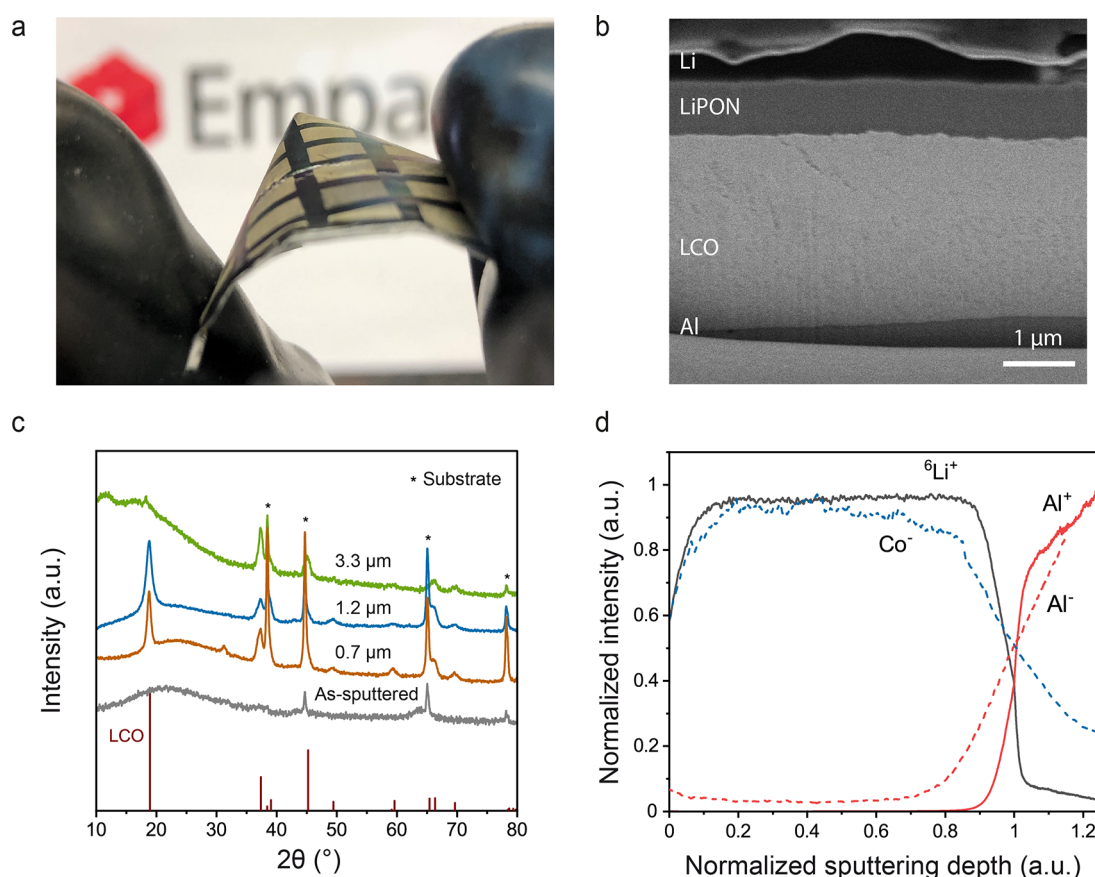 a
Empa
b
Li
LiPON
LCO
Al
1 μm
c
* Substrate
*
*
*
*
3.3 μm
1.2 μm
0.7 μm
As-sputtered
LCO
Intensity (a.u.)
10
20
30
40
50
60
70
80
2θ (°)
d
⁶Li⁺
Al⁺
Co⁻
Al⁻
Normalized intensity (a.u.)
1
0.8
0.6
0.4
0.2
0
0
0.2
0.4
0.6
0.8
1
1.2
Normalized sputtering depth (a.u.)